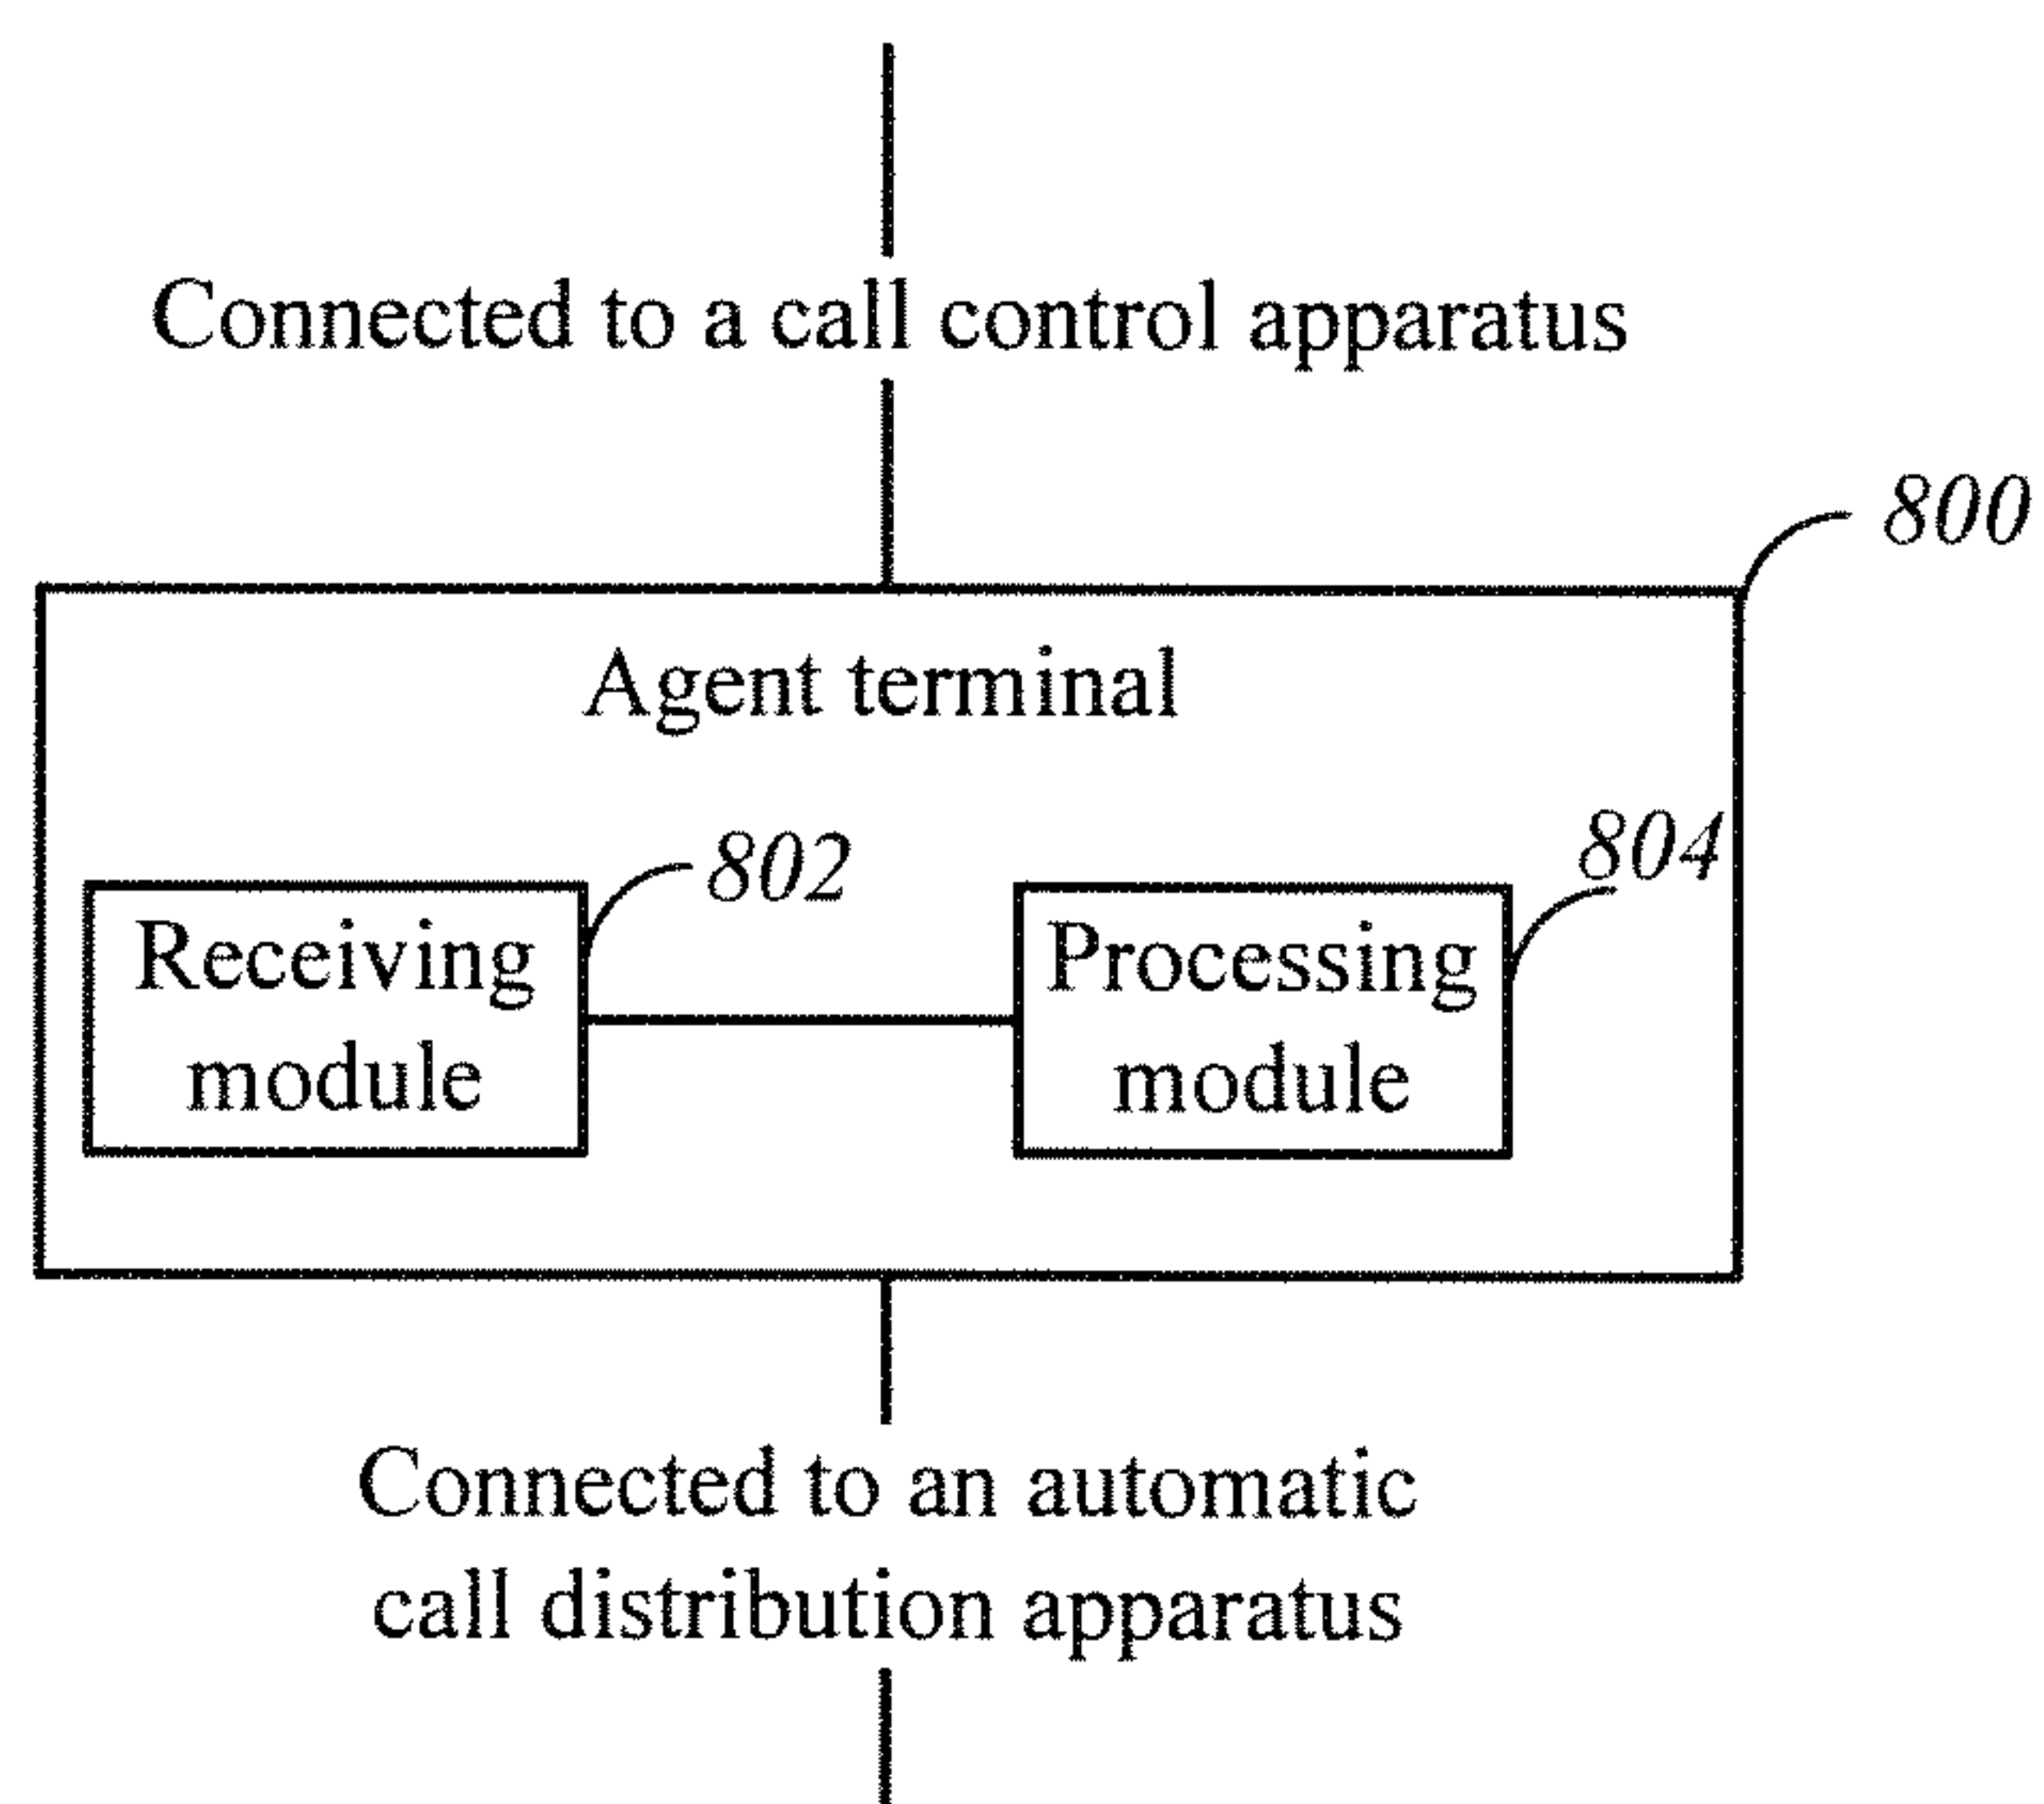 Connected to a call control apparatus
800
Agent terminal
802
804
Receiving
module
Processing
module
Connected to an automatic
call distribution apparatus